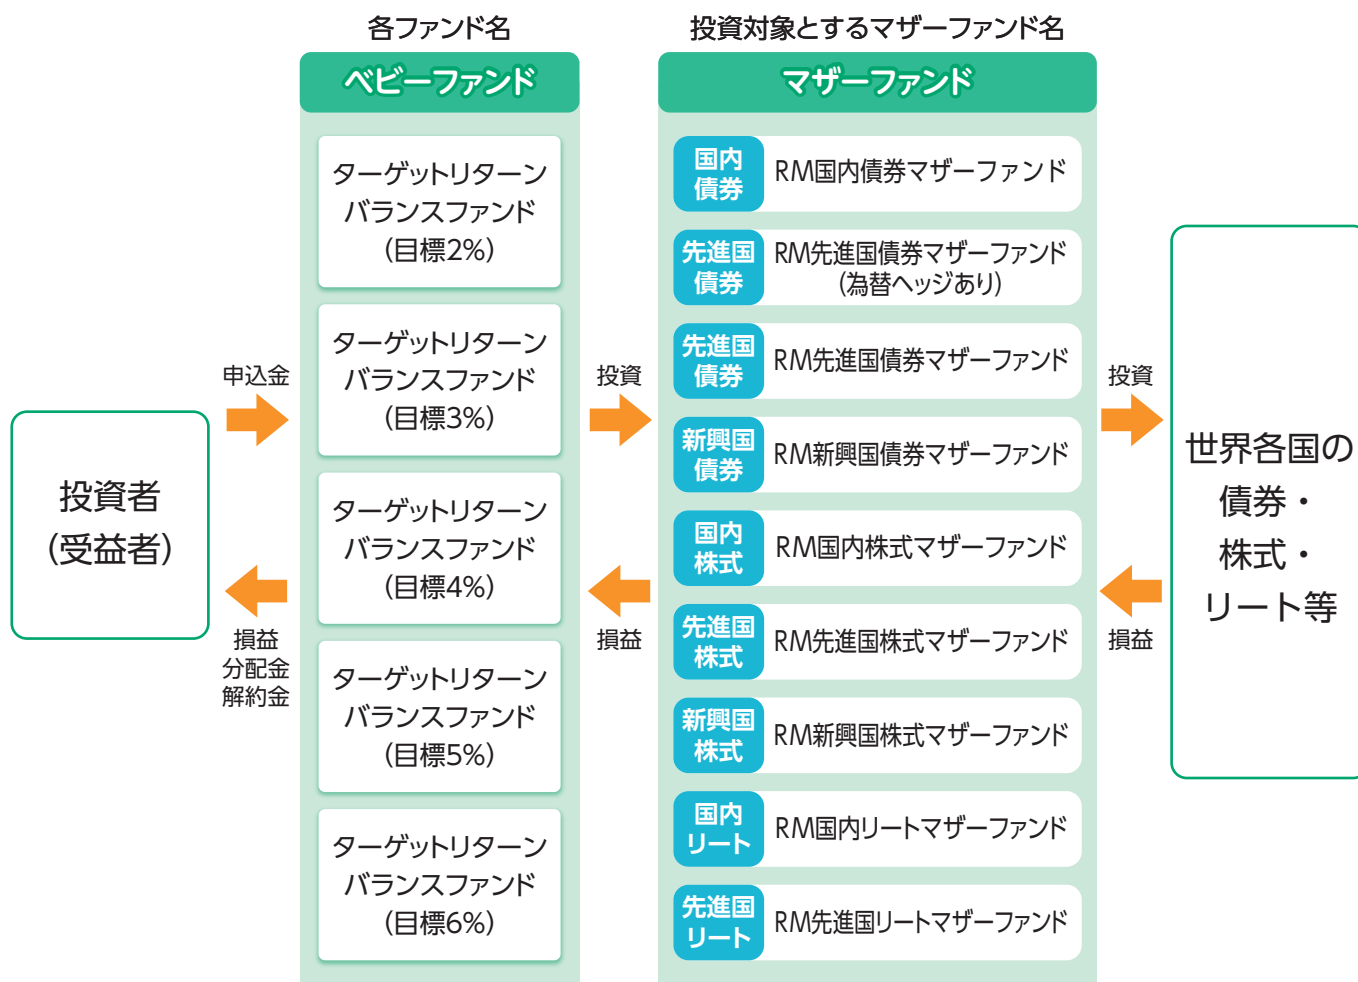 各ファンド名
ベビーファンド
ターゲットリターン
バランスファンド
(目標2%)
ターゲットリターン
バランスファンド
(目標3%)
ターゲットリターン
バランスファンド
(目標4%)
ターゲットリターン
バランスファンド
(目標5%)
ターゲットリターン
バランスファンド
(目標6%)
投資対象とするマザーファンド名
マザーファンド
国内
債券
RM国内債券マザーファンド
先進国
債券
RM先進国債券マザーファンド
(為替ヘッジあり)
先進国
債券
RM先進国債券マザーファンド
新興国
債券
RM新興国債券マザーファンド
国内
株式
RM国内株式マザーファンド
先進国
株式
RM先進国株式マザーファンド
新興国
株式
RM新興国株式マザーファンド
国内
リート
RM国内リートマザーファンド
先進国
リート
RM先進国リートマザーファンド
投資者
(受益者)
申込金
損益
分配金
解約金
投資
損益
投資
損益
世界各国の
債券・
株式・
リート等